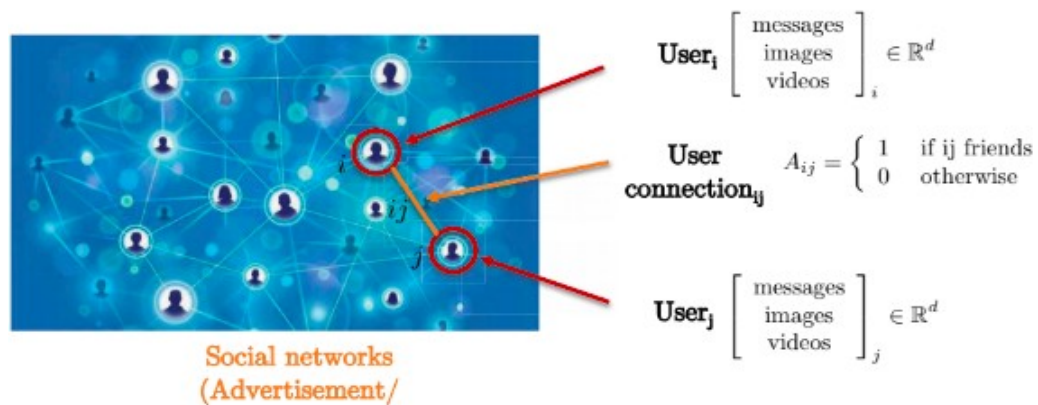 User_i [ messages images videos ]_i ∈ ℝ^d
User connection_ij A_ij = { 1 if ij friends 0 otherwise
User_j [ messages images videos ]_j ∈ ℝ^d
i
ij
j
Social networks
(Advertisement/